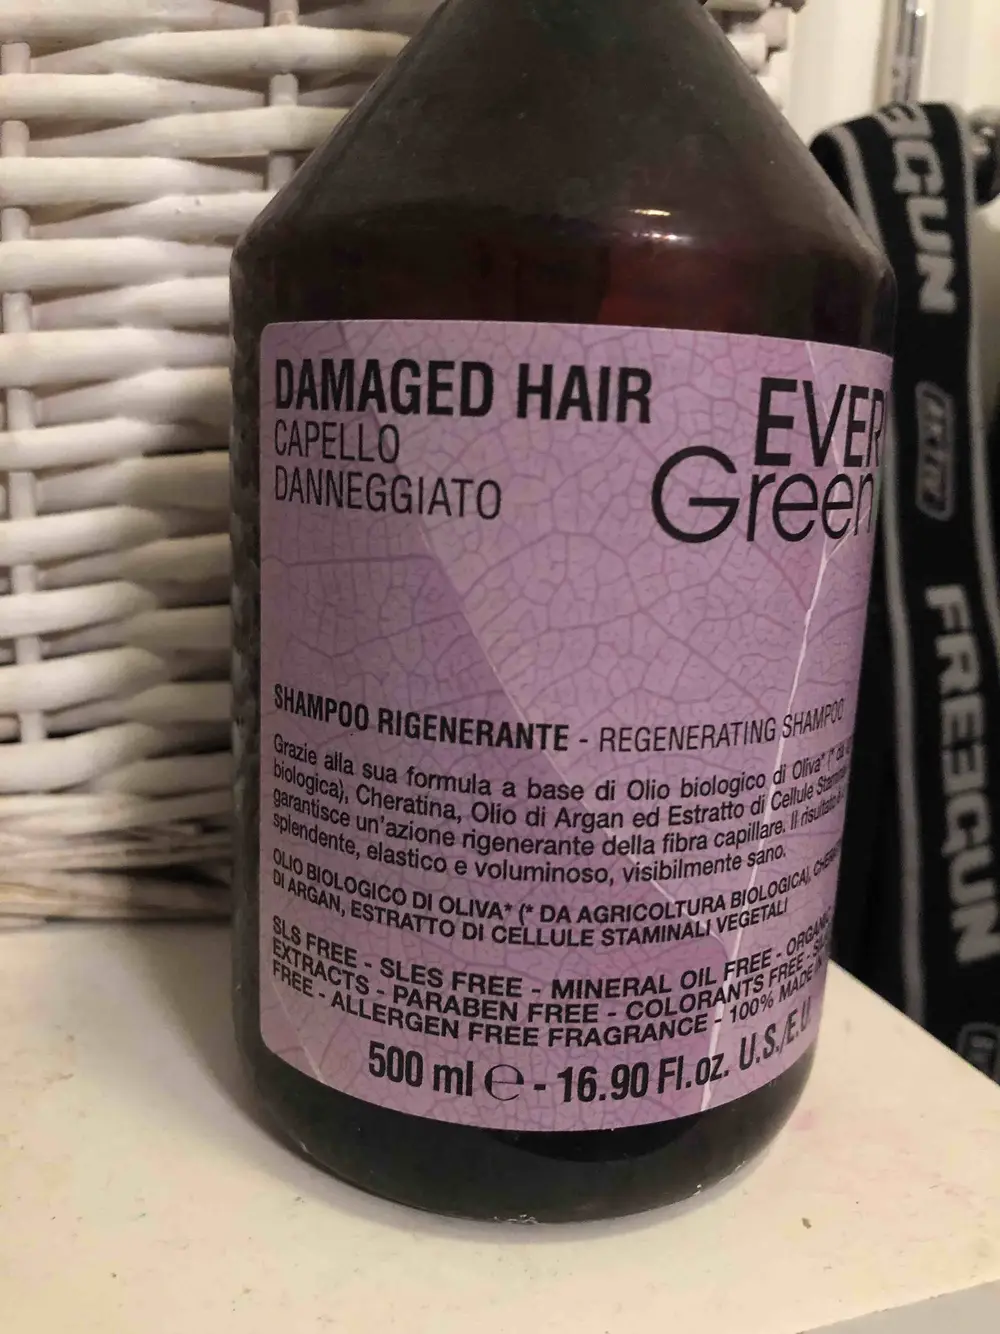 DAMAGED HAIR
CAPELLO
DANNEGGIATO
EVER
Green
SHAMPOO RIGENERANTE - REGENERATING SHAMPOO
Grazie alla sua formula a base di Olio biologico di Oliva* (* da
biologica), Cheratina, Olio di Argan ed Estratto di Cellule
garantisce un'azione rigenerante della fibra capillare. Il risultato
splendente, elastico e voluminoso, visibilmente sano.
OLIO BIOLOGICO DI OLIVA* (* DA AGRICOLTURA BIOLOGICA),
DI ARGAN, ESTRATTO DI CELLULE STAMINALI VEGETALI
SLS FREE - SLES FREE - MINERAL OIL FREE -
EXTRACTS - PARABEN FREE - COLORANTS FREE -
FREE - ALLERGEN FREE FRAGRANCE - 100% MADE IN
500 ml e - 16.90 Fl.oz. U.S./E.U.
FREEGUN
FREEGUN